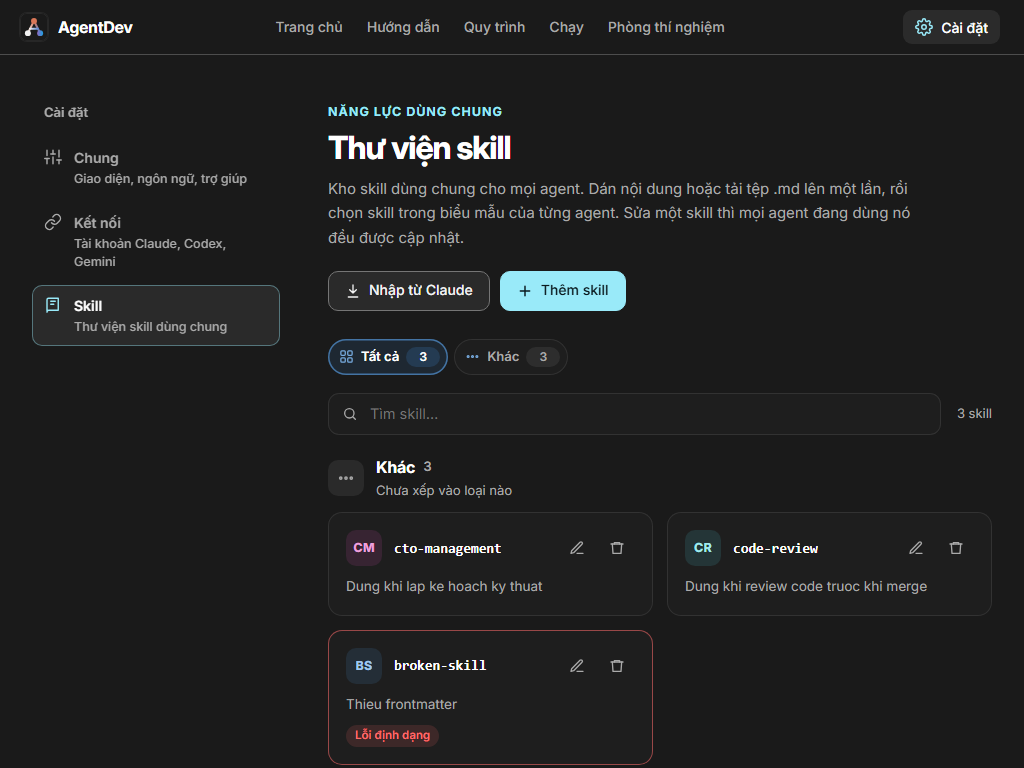 AgentDev
Trang chủ
Hướng dẫn
Quy trình
Chạy
Phòng thí nghiệm
Cài đặt
Cài đặt
Chung
Giao diện, ngôn ngữ, trợ giúp
Kết nối
Tài khoản Claude, Codex,
Gemini
Skill
Thư viện skill dùng chung
NĂNG LỰC DÙNG CHUNG
Thư viện skill
Kho skill dùng chung cho mọi agent. Dán nội dung hoặc tải tệp .md lên một lần, rồi
chọn skill trong biểu mẫu của từng agent. Sửa một skill thì mọi agent đang dùng nó
đều được cập nhật.
Nhập từ Claude
Thêm skill
Tất cả 3
Khác 3
Tìm skill...
3 skill
Khác 3
Chưa xếp vào loại nào
CM cto-management
Dung khi lap ke hoach ky thuat
CR code-review
Dung khi review code truoc khi merge
BS broken-skill
Thieu frontmatter
Lỗi định dạng